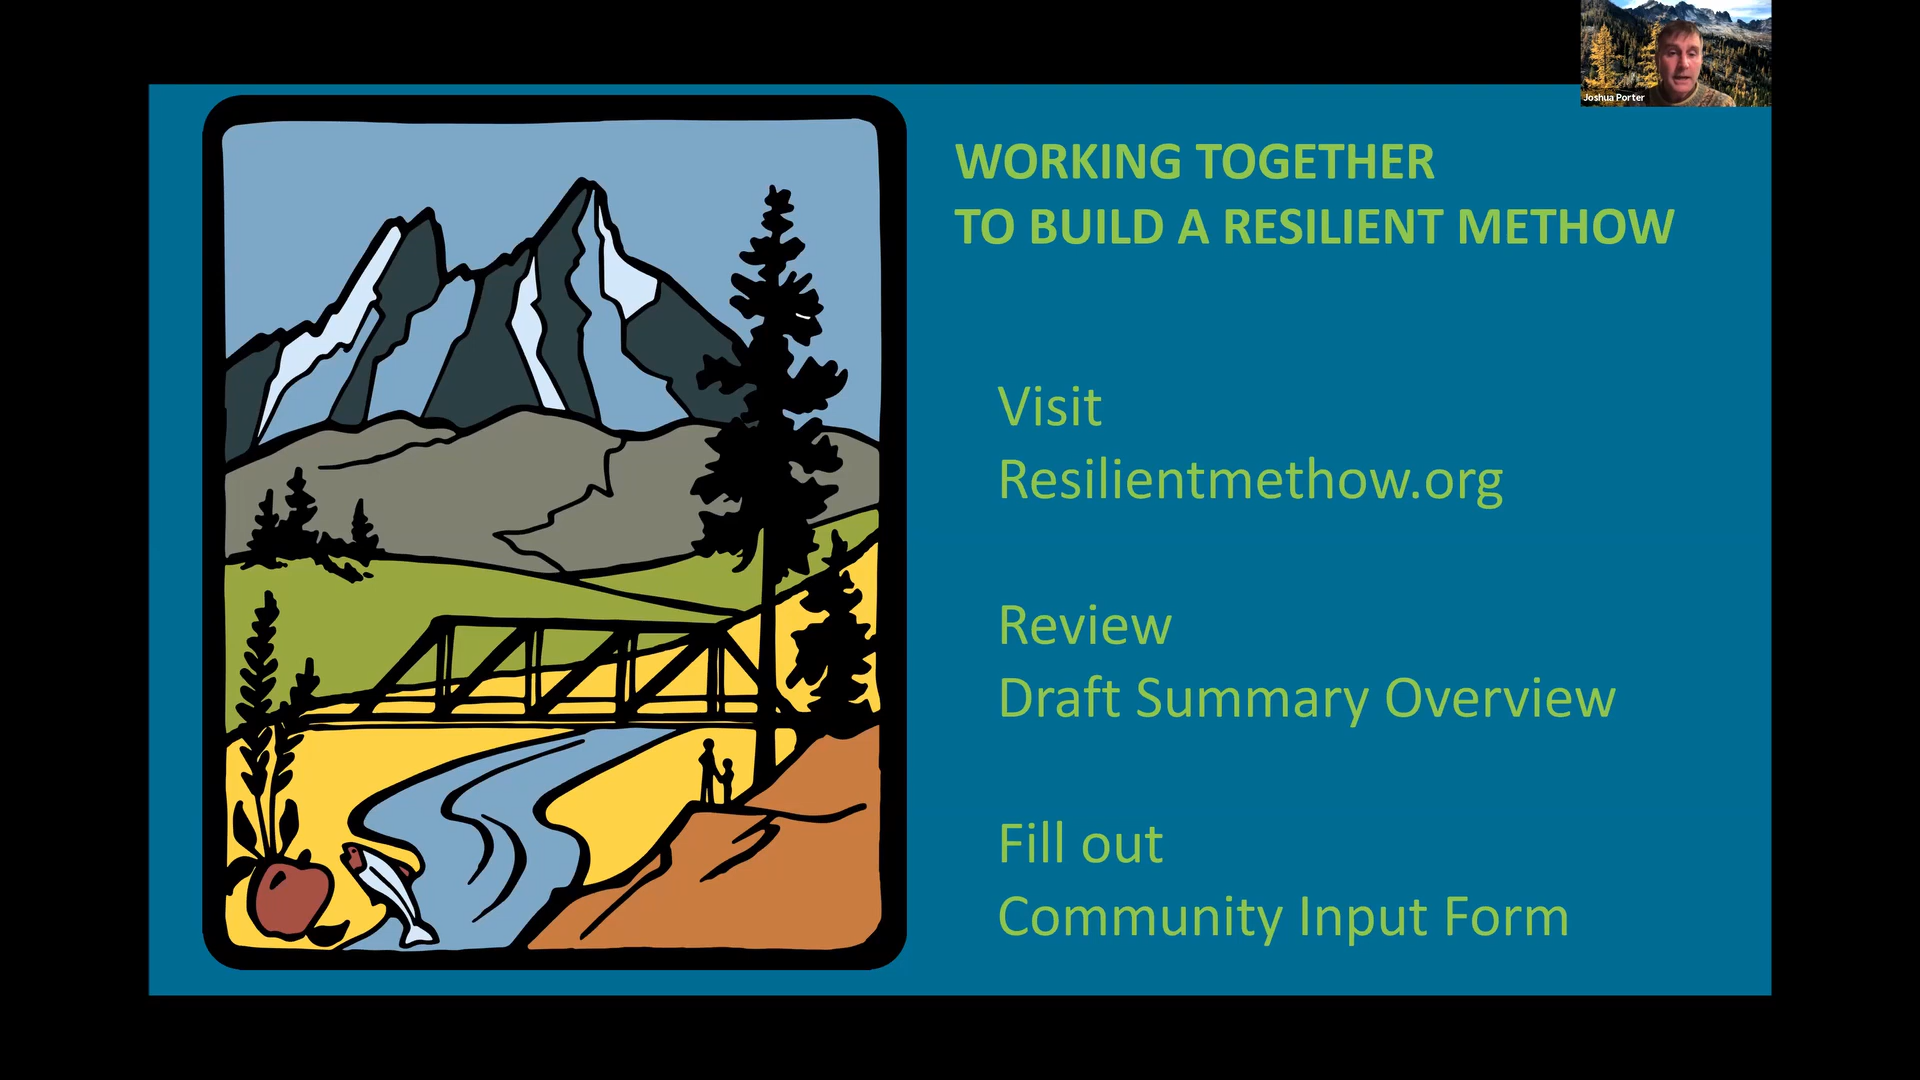 Joshua Porter
WORKING TOGETHER
TO BUILD A RESILIENT METHOW
Visit
Resilientmethow.org
Review
Draft Summary Overview
Fill out
Community Input Form